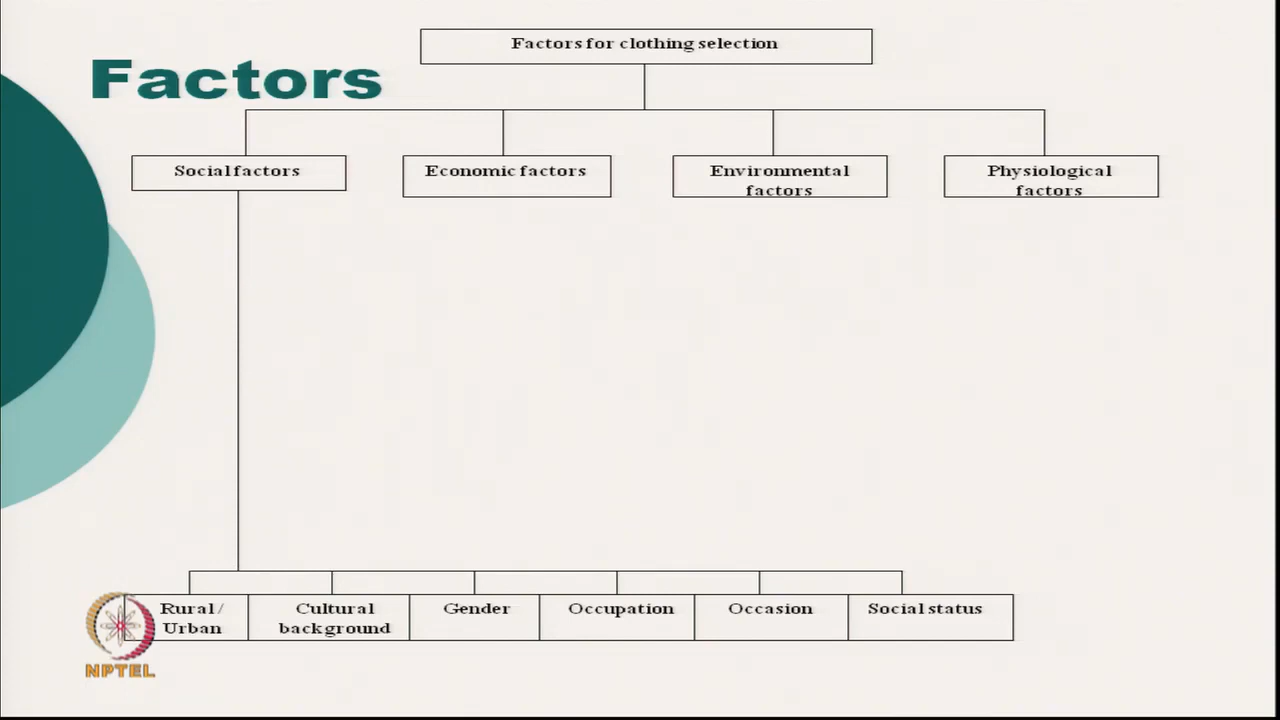 Factors for clothing selection
Factors
Social factors
Economic factors
Environmental
factors
Physiological
factors
Rural /
Urban
Cultural
background
Gender
Occupation
Occasion
Social status
NPTEL